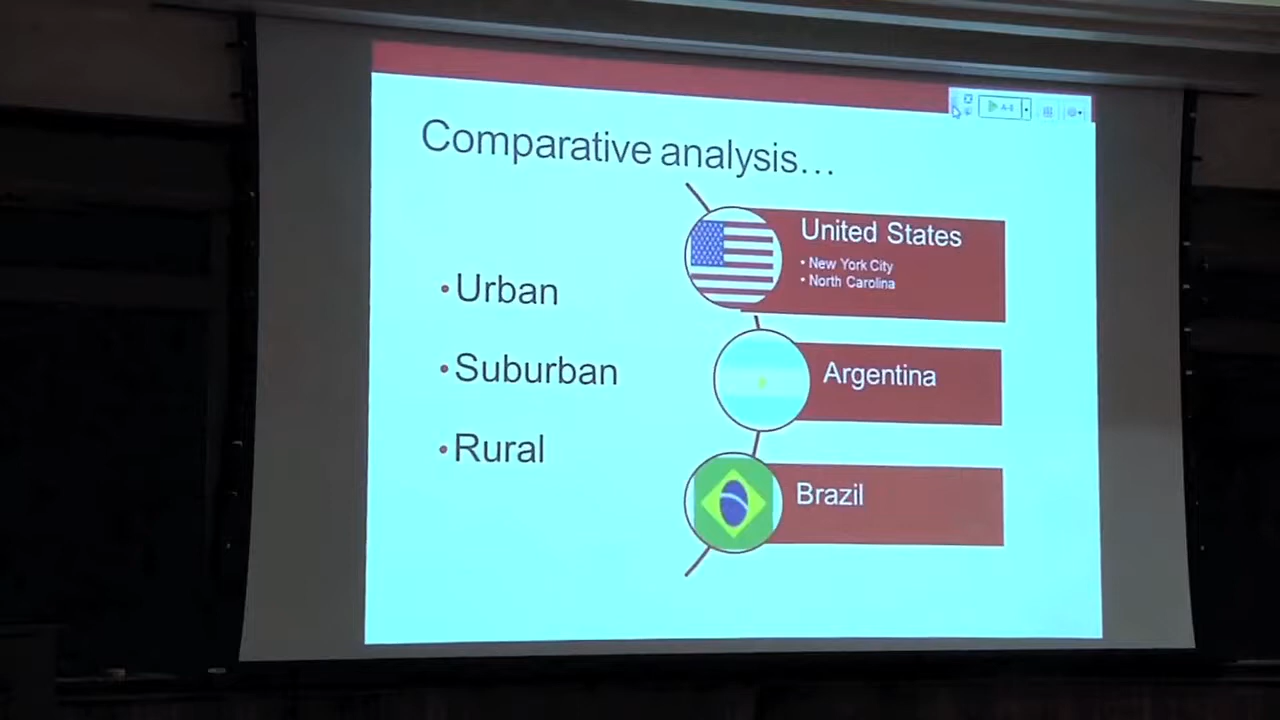 Comparative analysis…
• Urban
• Suburban
• Rural
United States
• New York City
• North Carolina
Argentina
Brazil